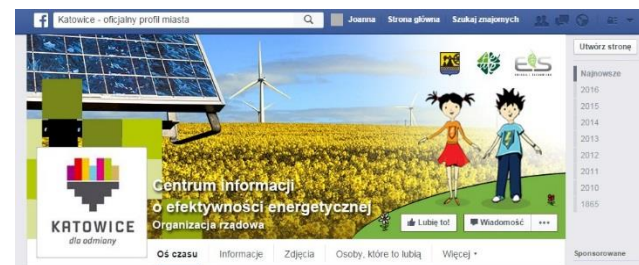 Katowice - oficjalny profil miasta
Joanna Strona główna Szukaj znajomych
Utwórz stronę
Najnowsze
2016
2015
2014
2013
2012
2011
2010
1865
Centrum informacji
o efektywności energetycznej
Organizacja rządowa
KATOWICE
dla odmiany
Lubię to! Wiadomość
Oś czasu Informacje Zdjęcia Osoby, które to lubią Więcej
Sponsorowane